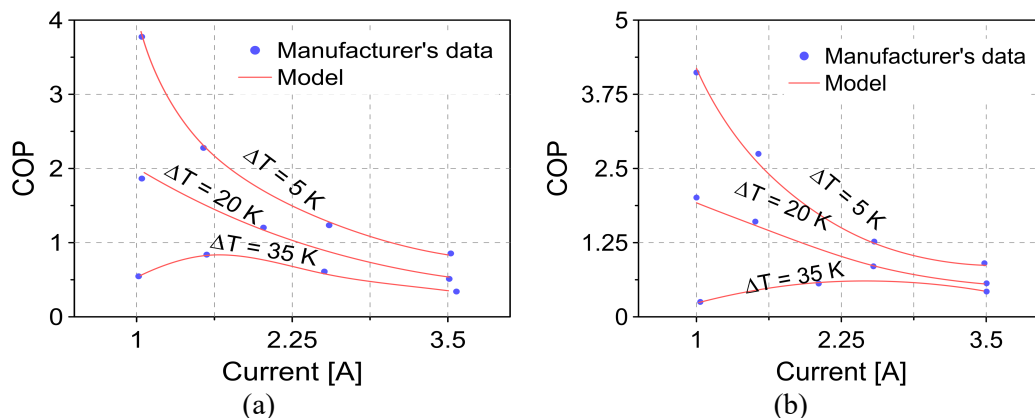 4
3
2
1
0
COP
Manufacturer's data
Model
ΔT = 5 K
ΔT = 20 K
ΔT = 35 K
1
2.25
3.5
Current [A]
(a)
5
3.75
2.5
1.25
0
COP
Manufacturer's data
Model
ΔT = 5 K
ΔT = 20 K
ΔT = 35 K
1
2.25
3.5
Current [A]
(b)